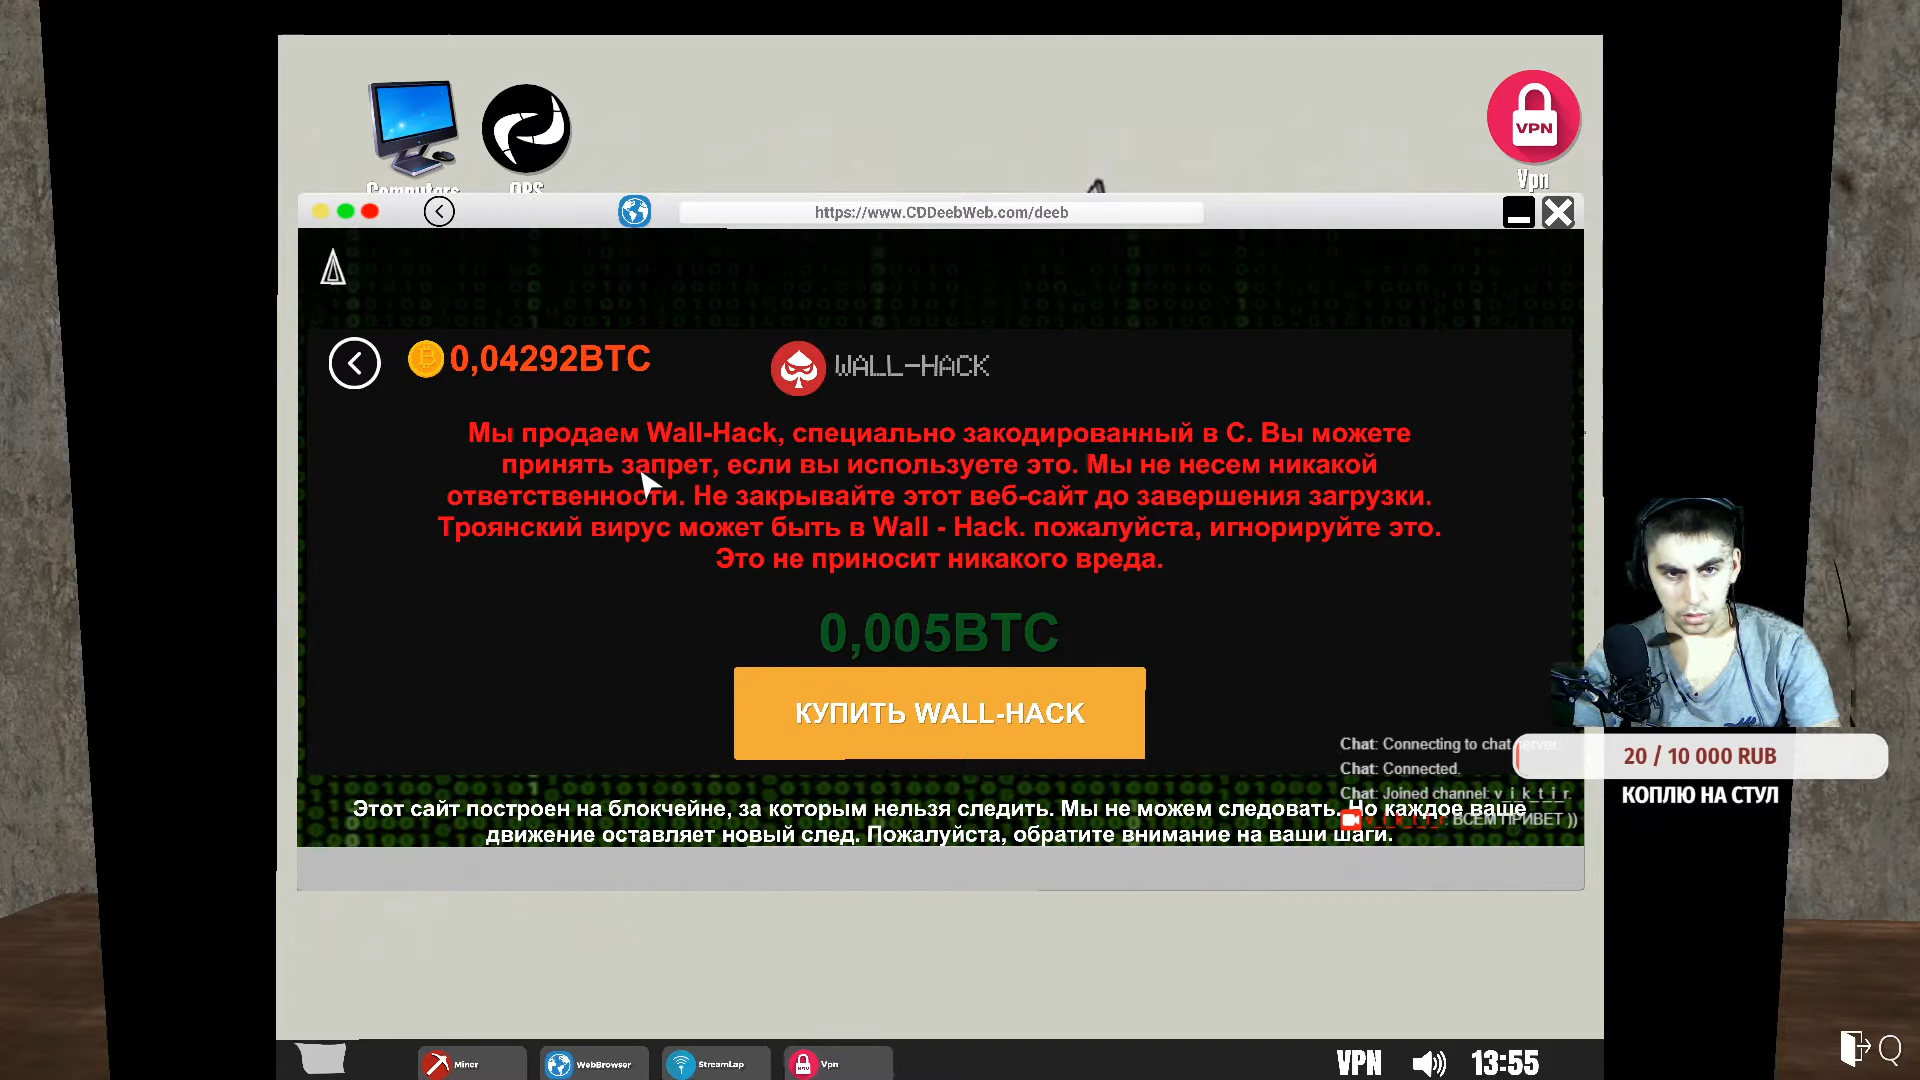 VPN
Vpn
https://www.CDDeebWeb.com/deeb
0,04292BTC
WALL-HACK
Мы продаем Wall-Hack, специально закодированный в C. Вы можете
принять запрет, если вы используете это. Мы не несем никакой
ответственности. Не закрывайте этот веб-сайт до завершения загрузки.
Троянский вирус может быть в Wall - Hack. пожалуйста, игнорируйте это.
Это не приносит никакого вреда.
0,005BTC
КУПИТЬ WALL-HACK
Chat: Connecting to chat server.
Chat: Connected.
Chat: Joined channel: v_i_k_t_i_r.
ВСЕМ ПРИВЕТ ))
20 / 10 000 RUB
КОПЛЮ НА СТУЛ
Этот сайт построен на блокчейне, за которым нельзя следить. Мы не можем следовать. Но каждое ваше
движение оставляет новый след. Пожалуйста, обратите внимание на ваши шаги.
Miner
WebBrowser
StreamLap
Vpn
VPN
13:55
Q